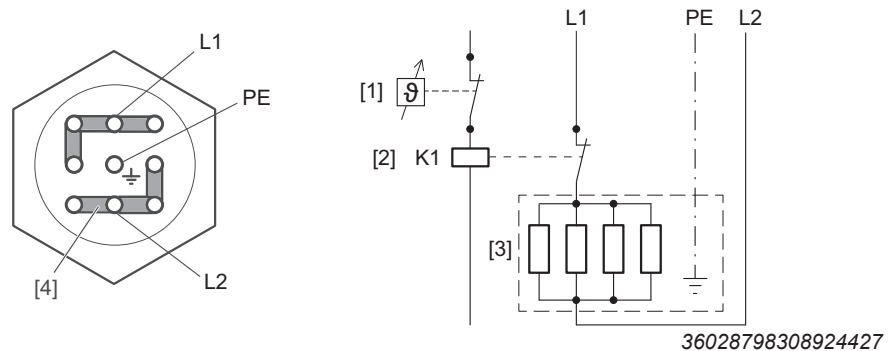 L1
PE
L2
[4]
L1 PE L2
[1] ϑ
[2] K1
[3]
36028798308924427